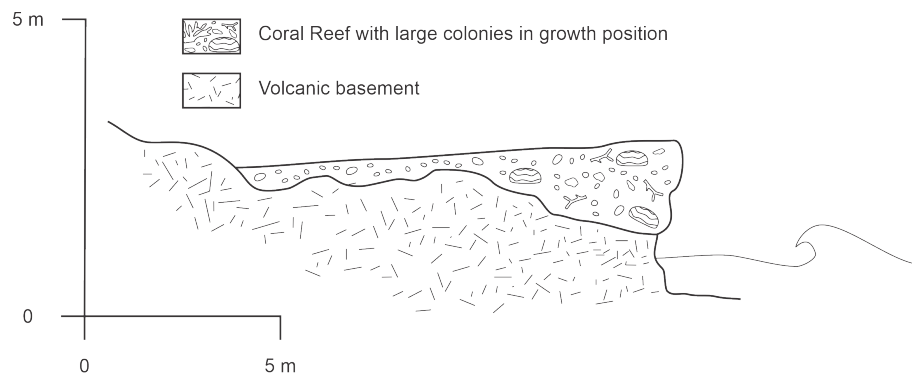 5 m
Coral Reef with large colonies in growth position
Volcanic basement
0
0
5 m